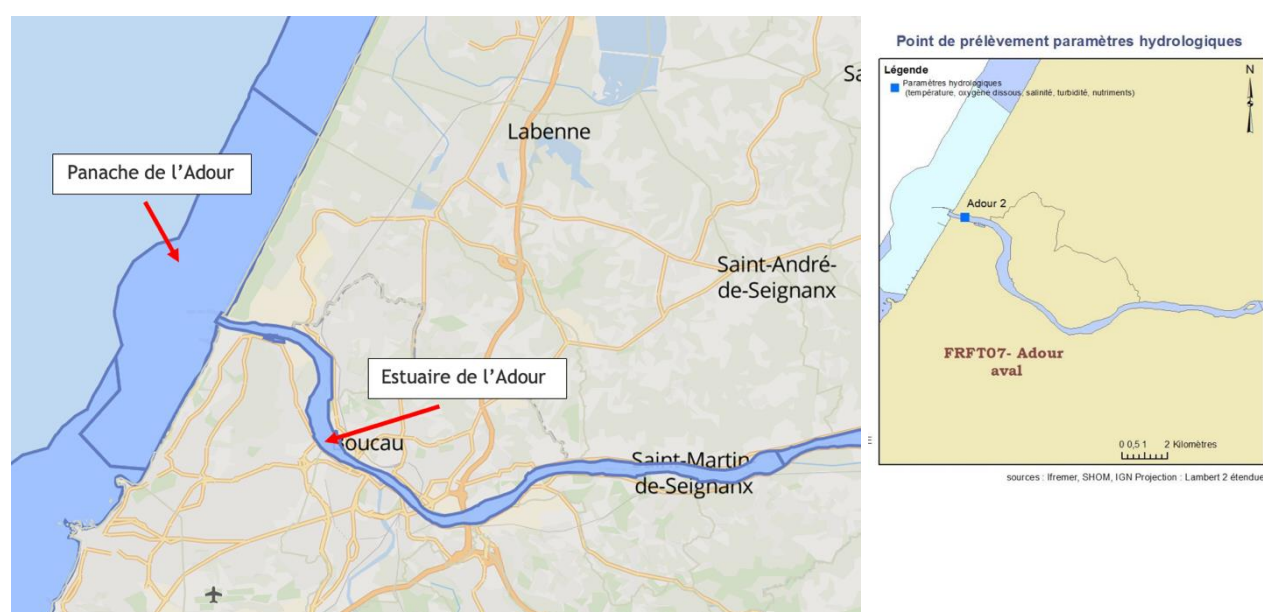 Panache de l'Adour
Labenne
Saint-André-
de-Seignanx
Estuaire de l'Adour
Saint-Martin
de-Seignanx
Point de prélèvement paramètres hydrologiques
Légende
Paramètres hydrologiques
(température, oxygène dissous, salinité, turbidité, nutriments)
N
Adour 2
FRFT07- Adour
aval
0 0,5 1 2 Kilomètres
sources : Ifremer, SHOM, IGN Projection : Lambert 2 étendue